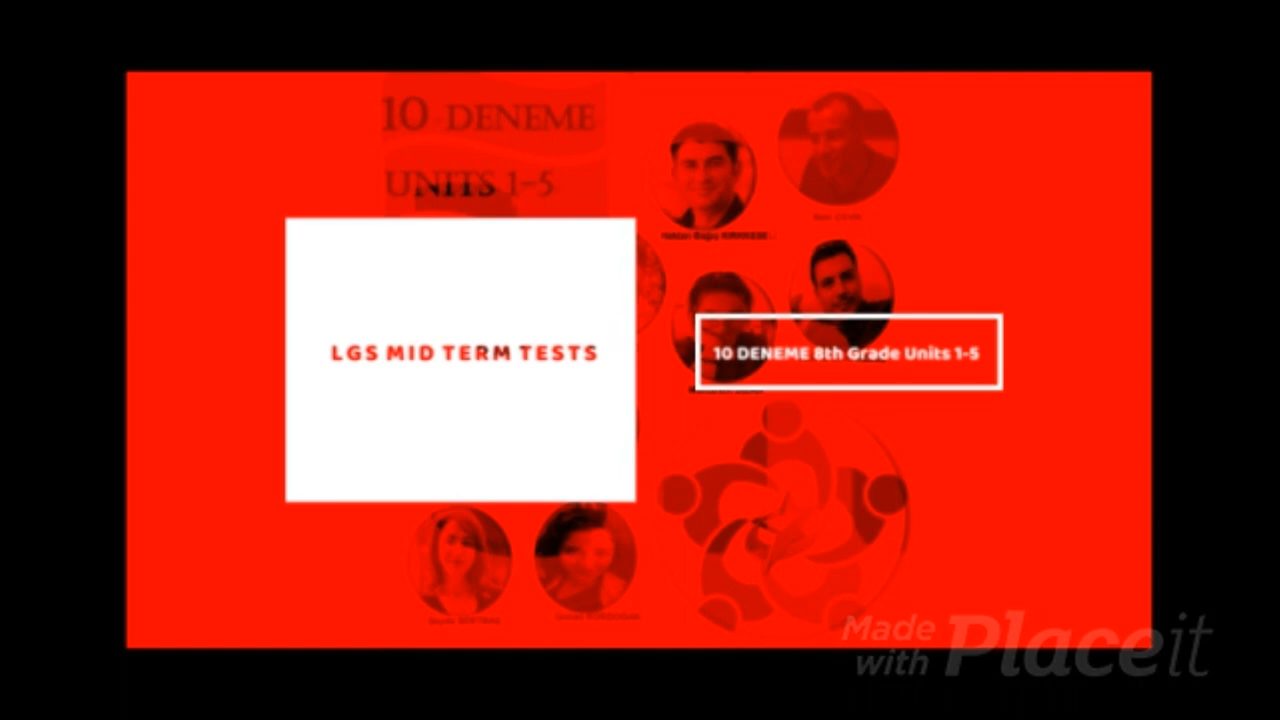 10 DENEME
UNITS 1-5
LGS MID TERM TESTS
10 DENEME 8th Grade Units 1-5
Made
with Placeit